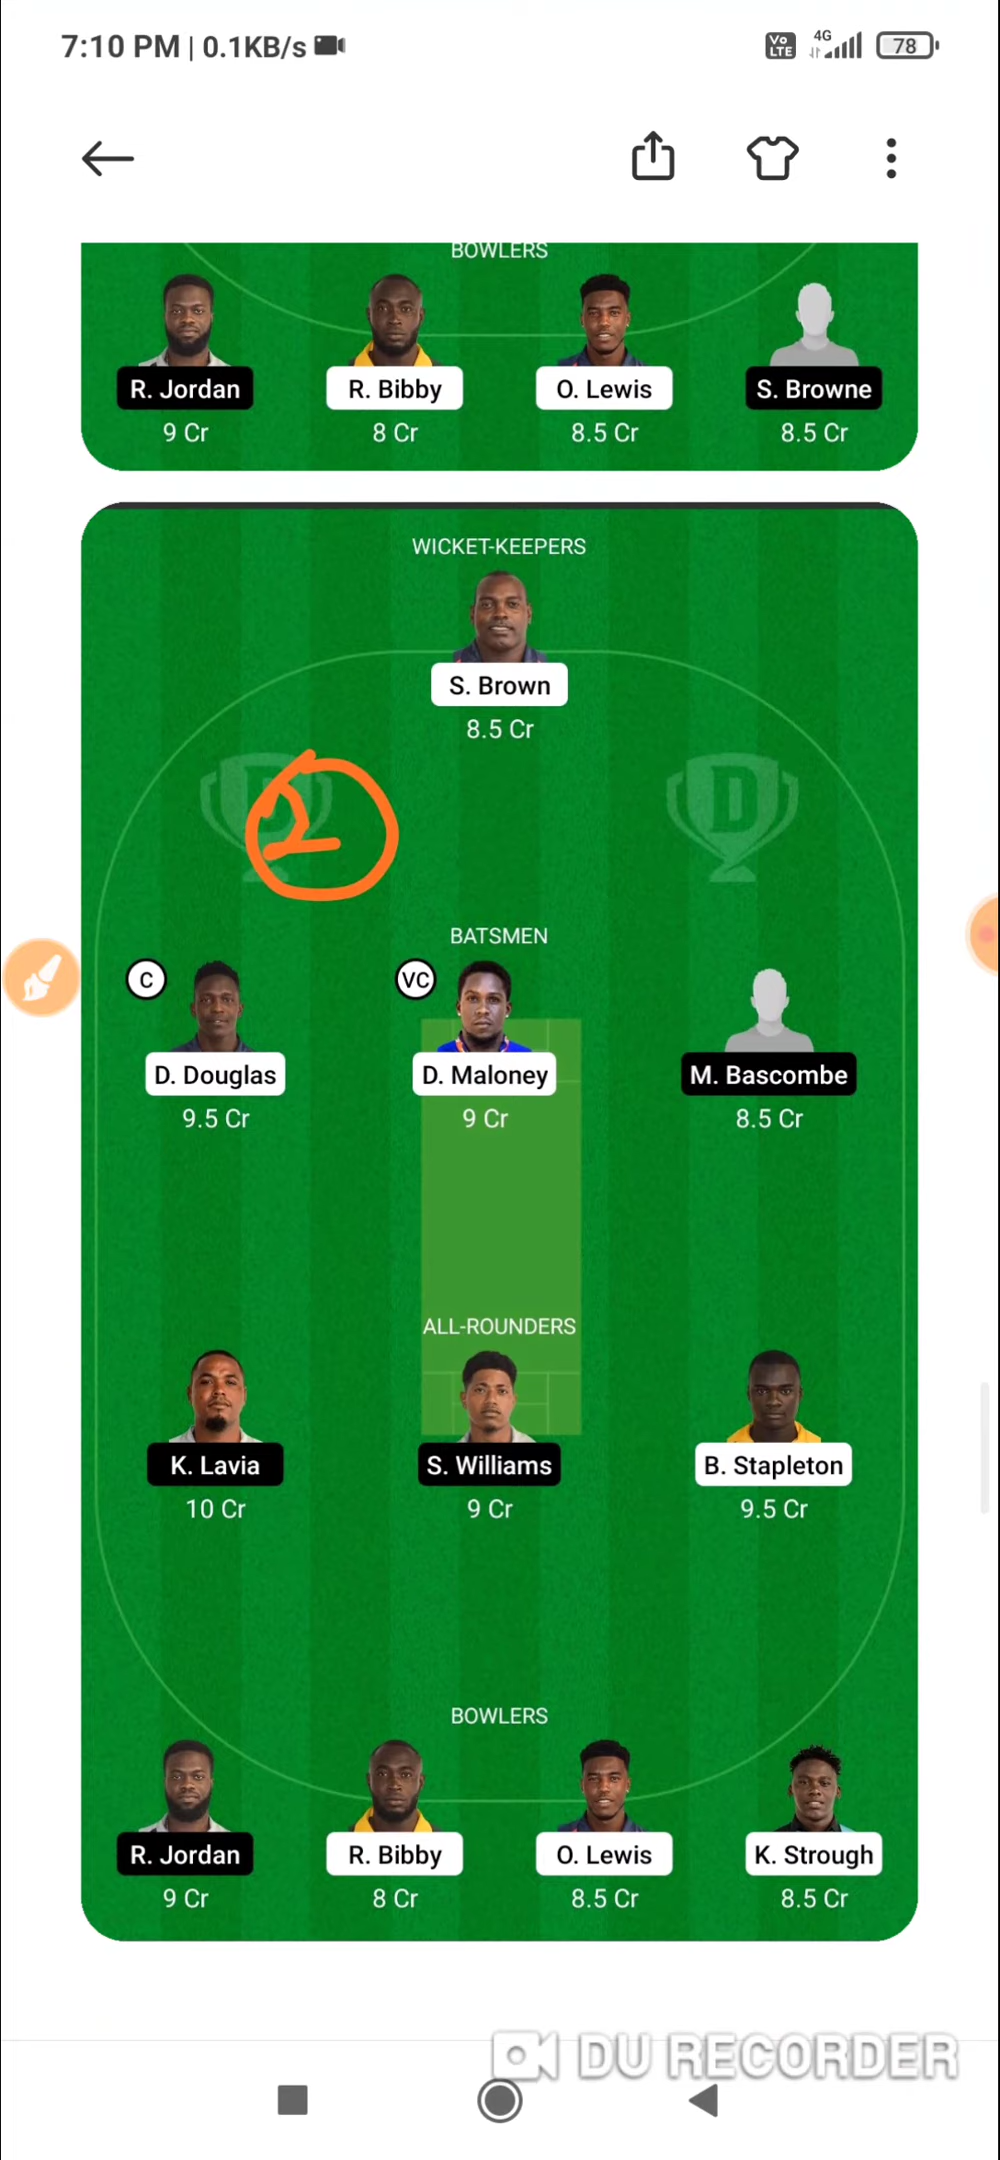 7:10 PM | 0.1KB/s Vo LTE 4G 78
BOWLERS
R. Jordan R. Bibby O. Lewis S. Browne
9 Cr 8 Cr 8.5 Cr 8.5 Cr
WICKET-KEEPERS
S. Brown
8.5 Cr
D D
2
BATSMEN
C VC
D. Douglas D. Maloney M. Bascombe
9.5 Cr 9 Cr 8.5 Cr
ALL-ROUNDERS
K. Lavia S. Williams B. Stapleton
10 Cr 9 Cr 9.5 Cr
BOWLERS
R. Jordan R. Bibby O. Lewis K. Strough
9 Cr 8 Cr 8.5 Cr 8.5 Cr
DU RECORDER